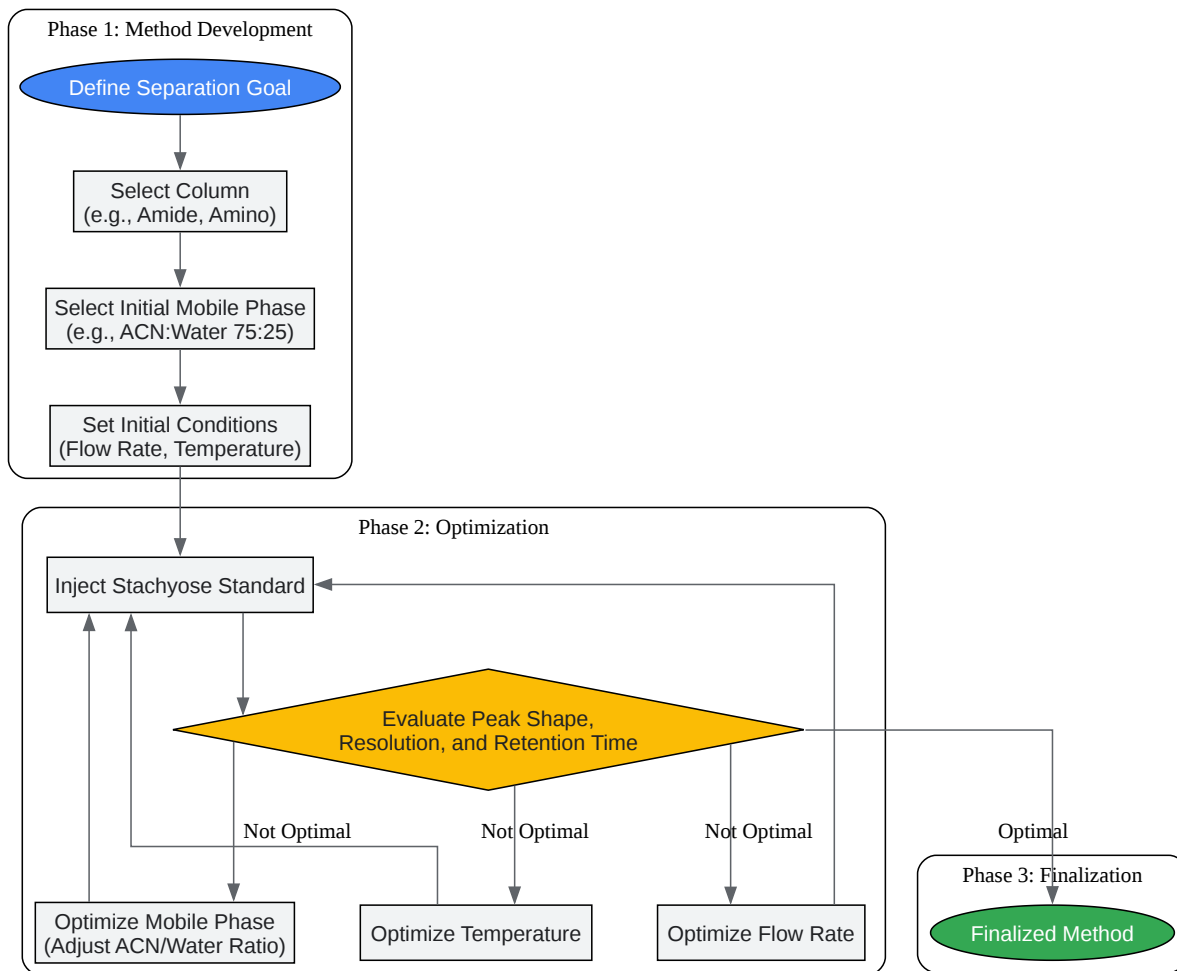 Phase 1: Method Development
Define Separation Goal
Select Column
(e.g., Amide, Amino)
Select Initial Mobile Phase
(e.g., ACN:Water 75:25)
Set Initial Conditions
(Flow Rate, Temperature)
Phase 2: Optimization
Inject Stachyose Standard
Evaluate Peak Shape,
Resolution, and Retention Time
Not Optimal
Not Optimal
Not Optimal
Optimal
Optimize Mobile Phase
(Adjust ACN/Water Ratio)
Optimize Temperature
Optimize Flow Rate
Phase 3: Finalization
Finalized Method